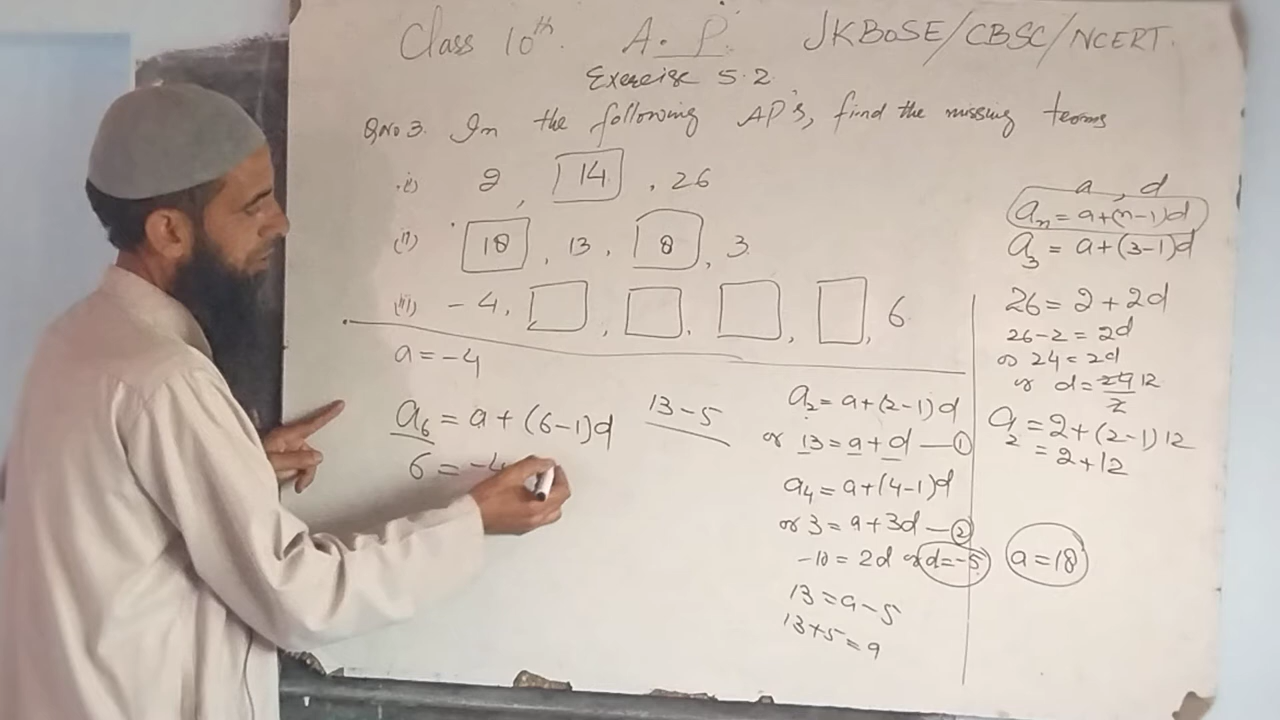 Class 10th. A.P. JKBOSE/CBSC/NCERT.
Exercise 5.2
QNo 3. In the following AP's, find the missing terms
(i) 2, 14, 26
(ii) 18, 13, 8, 3
(iii) -4, , , , , 6
a = -4
a6 = a + (6-1)d
6 = -4
13-5
a2 = a+(2-1)d
or 13 = a+d — 1
a4 = a+(4-1)d
or 3 = a+3d — 2
-10 = 2d or d=-5
13 = a-5
13+5 = a
a, d
an = a+(n-1)d
a3 = a+(3-1)d
26 = 2+2d
26-2 = 2d
or 24 = 2d
or d = 24/2 12
a2 = 2+(2-1)12
= 2+12
a=18